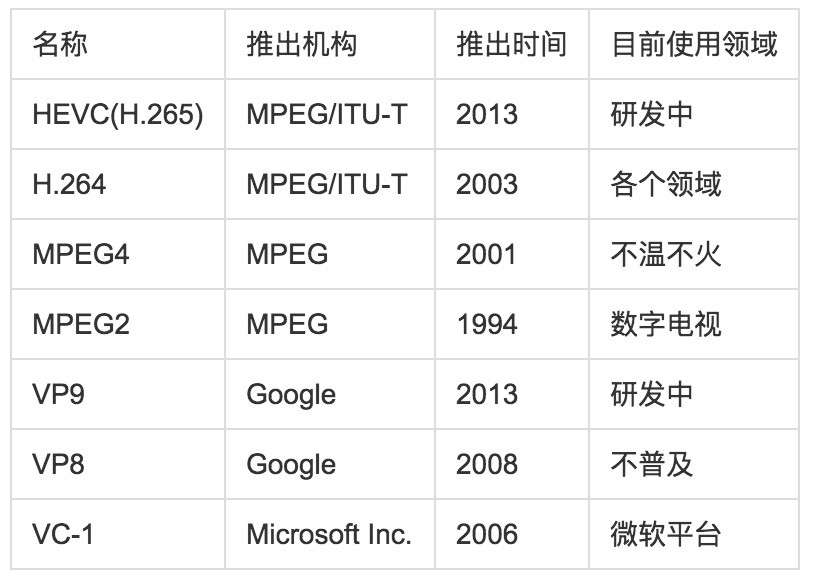 名称 推出机构 推出时间 目前使用领域
HEVC(H.265) MPEG/ITU-T 2013 研发中
H.264 MPEG/ITU-T 2003 各个领域
MPEG4 MPEG 2001 不温不火
MPEG2 MPEG 1994 数字电视
VP9 Google 2013 研发中
VP8 Google 2008 不普及
VC-1 Microsoft Inc. 2006 微软平台